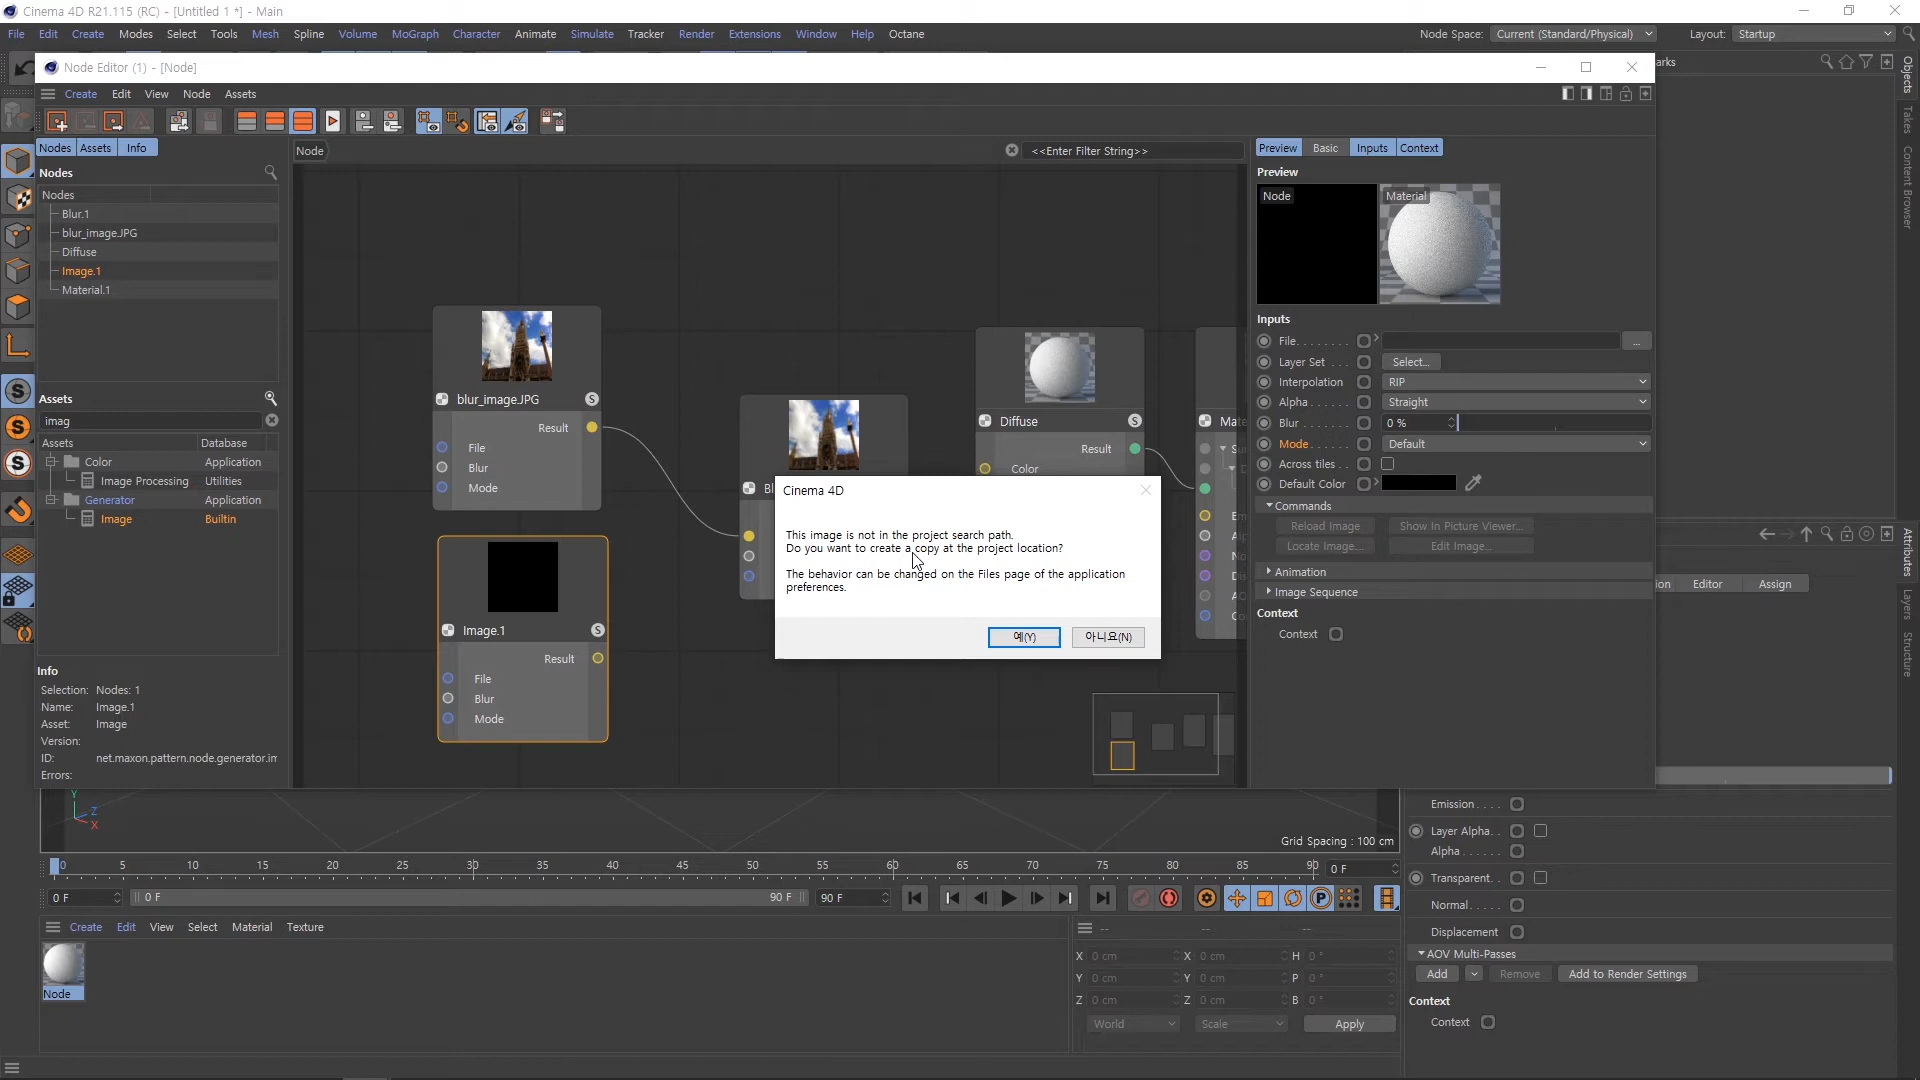 Cinema 4D R21.115 (RC) - [Untitled 1 *] - Main
File Edit Create Modes Select Tools Mesh Spline Volume MoGraph Character Animate Simulate Tracker Render Extensions Window Help Octane
Node Space: Current (Standard/Physical) Layout: Startup
Node Editor (1) - [Node]
arks
Create Edit View Node Assets
Nodes Assets Info
Node
<<Enter Filter String>>
Preview Basic Inputs Context
Nodes
Nodes
Blur.1
blur_image.JPG
Diffuse
Image.1
Material.1
Assets
imag
Assets Database
Color Application
Image Processing Utilities
Generator Application
Image Builtin
Info
Selection: Nodes: 1
Name: Image.1
Asset: Image
Version:
ID: net.maxon.pattern.node.generator.im
Errors:
blur_image.JPG S
Result
File
Blur
Mode
Image.1 S
Result
File
Blur
Mode
Bl
Diffuse S
Result
Color
Mate
Cinema 4D
This image is not in the project search path.
Do you want to create a copy at the project location?
The behavior can be changed on the Files page of the application
preferences.
예(Y) 아니요(N)
Preview
Node Material
Inputs
File. . . . . . . . ...
Layer Set . . . Select...
Interpolation RIP
Alpha. . . . . . Straight
Blur . . . . . . . 0 %
Mode. . . . . . Default
Across tiles . .
Default Color
Commands
Reload Image Show In Picture Viewer...
Locate Image... Edit Image...
Animation
Image Sequence
Context
Context
Objects
Takes
Content Browser
Attributes
Layers
Structure
ion Editor Assign
Emission . . . .
Layer Alpha. .
Alpha . . . . . .
Transparent. .
Normal. . . . .
Displacement
AOV Multi-Passes
Add Remove Add to Render Settings
Context
Context
Y Z X
Grid Spacing : 100 cm
0 5 10 15 20 25 30 35 40 45 50 55 60 65 70 75 80 85 90 0 F
0 F 0 F 90 F 90 F
Create Edit View Select Material Texture
Node
-- -- --
X 0 cm X 0 cm H 0 °
Y 0 cm Y 0 cm P 0 °
Z 0 cm Z 0 cm B 0 °
World Scale Apply